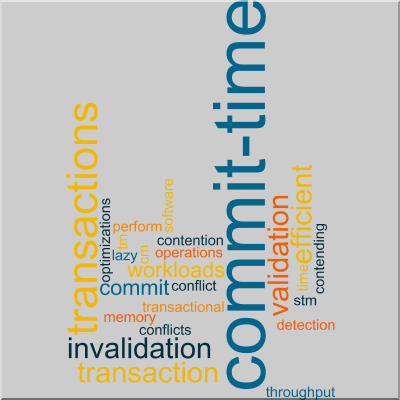 commit-time
transactions
software
efficient
validation
optimizations
perform
tm
contention
cm
operations
lazy
contending
time
workloads
commit
conflict
stm
transactional
memory
detection
conflicts
invalidation
transaction
throughput